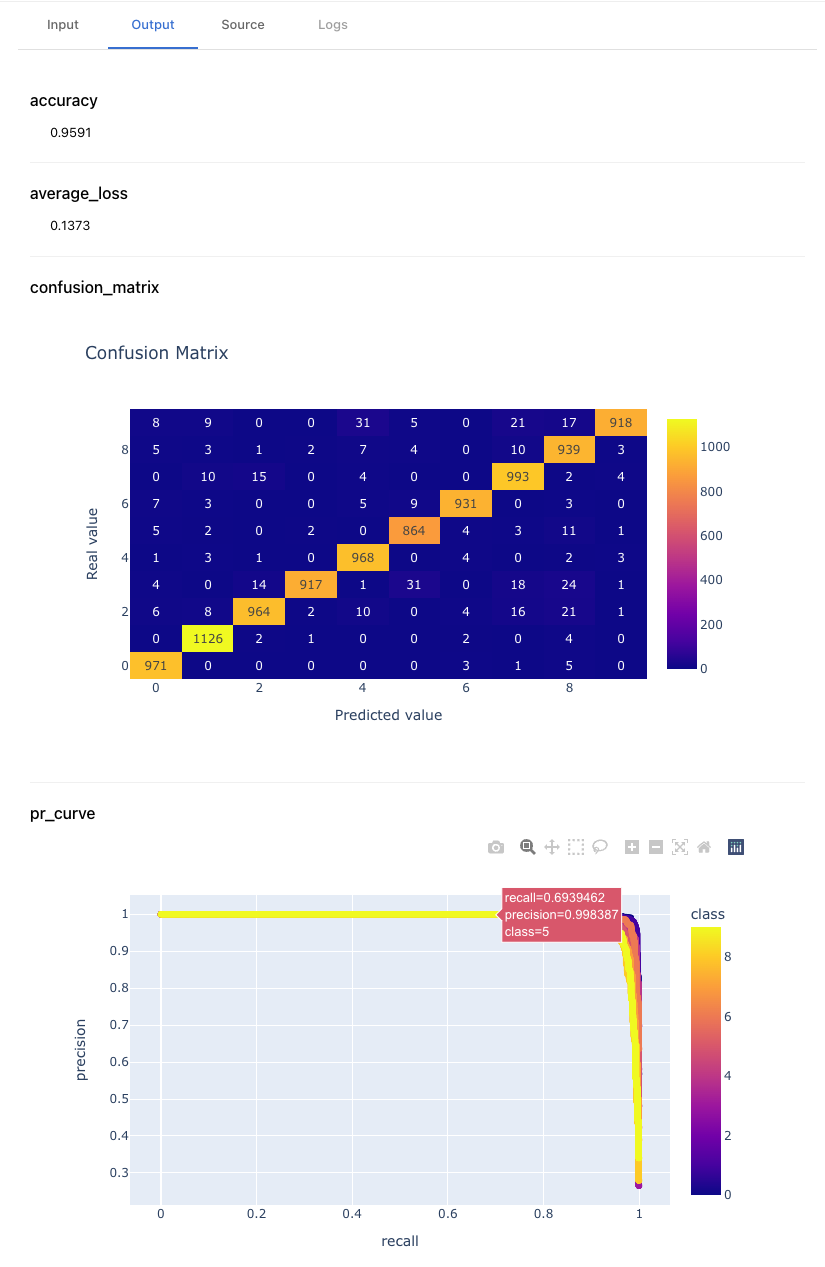 Input Output Source Logs
accuracy
0.9591
average_loss
0.1373
confusion_matrix
Confusion Matrix
8 9 0 0 31 5 0 21 17 918
8 5 3 1 2 7 4 0 10 939 3
0 10 15 0 4 0 0 993 2 4
6 7 3 0 0 5 9 931 0 3 0
5 2 0 2 0 864 4 3 11 1
4 1 3 1 0 968 0 4 0 2 3
4 0 14 917 1 31 0 18 24 1
2 6 8 964 2 10 0 4 16 21 1
0 1126 2 1 0 0 2 0 4 0
0 971 0 0 0 0 0 3 1 5 0
0 2 4 6 8
Predicted value
Real value
1000
800
600
400
200
0
pr_curve
recall=0.6939462
precision=0.998387
class=5
1
0.9
0.8
0.7
0.6
0.5
0.4
0.3
precision
0 0.2 0.4 0.6 0.8 1
recall
class
8
6
4
2
0